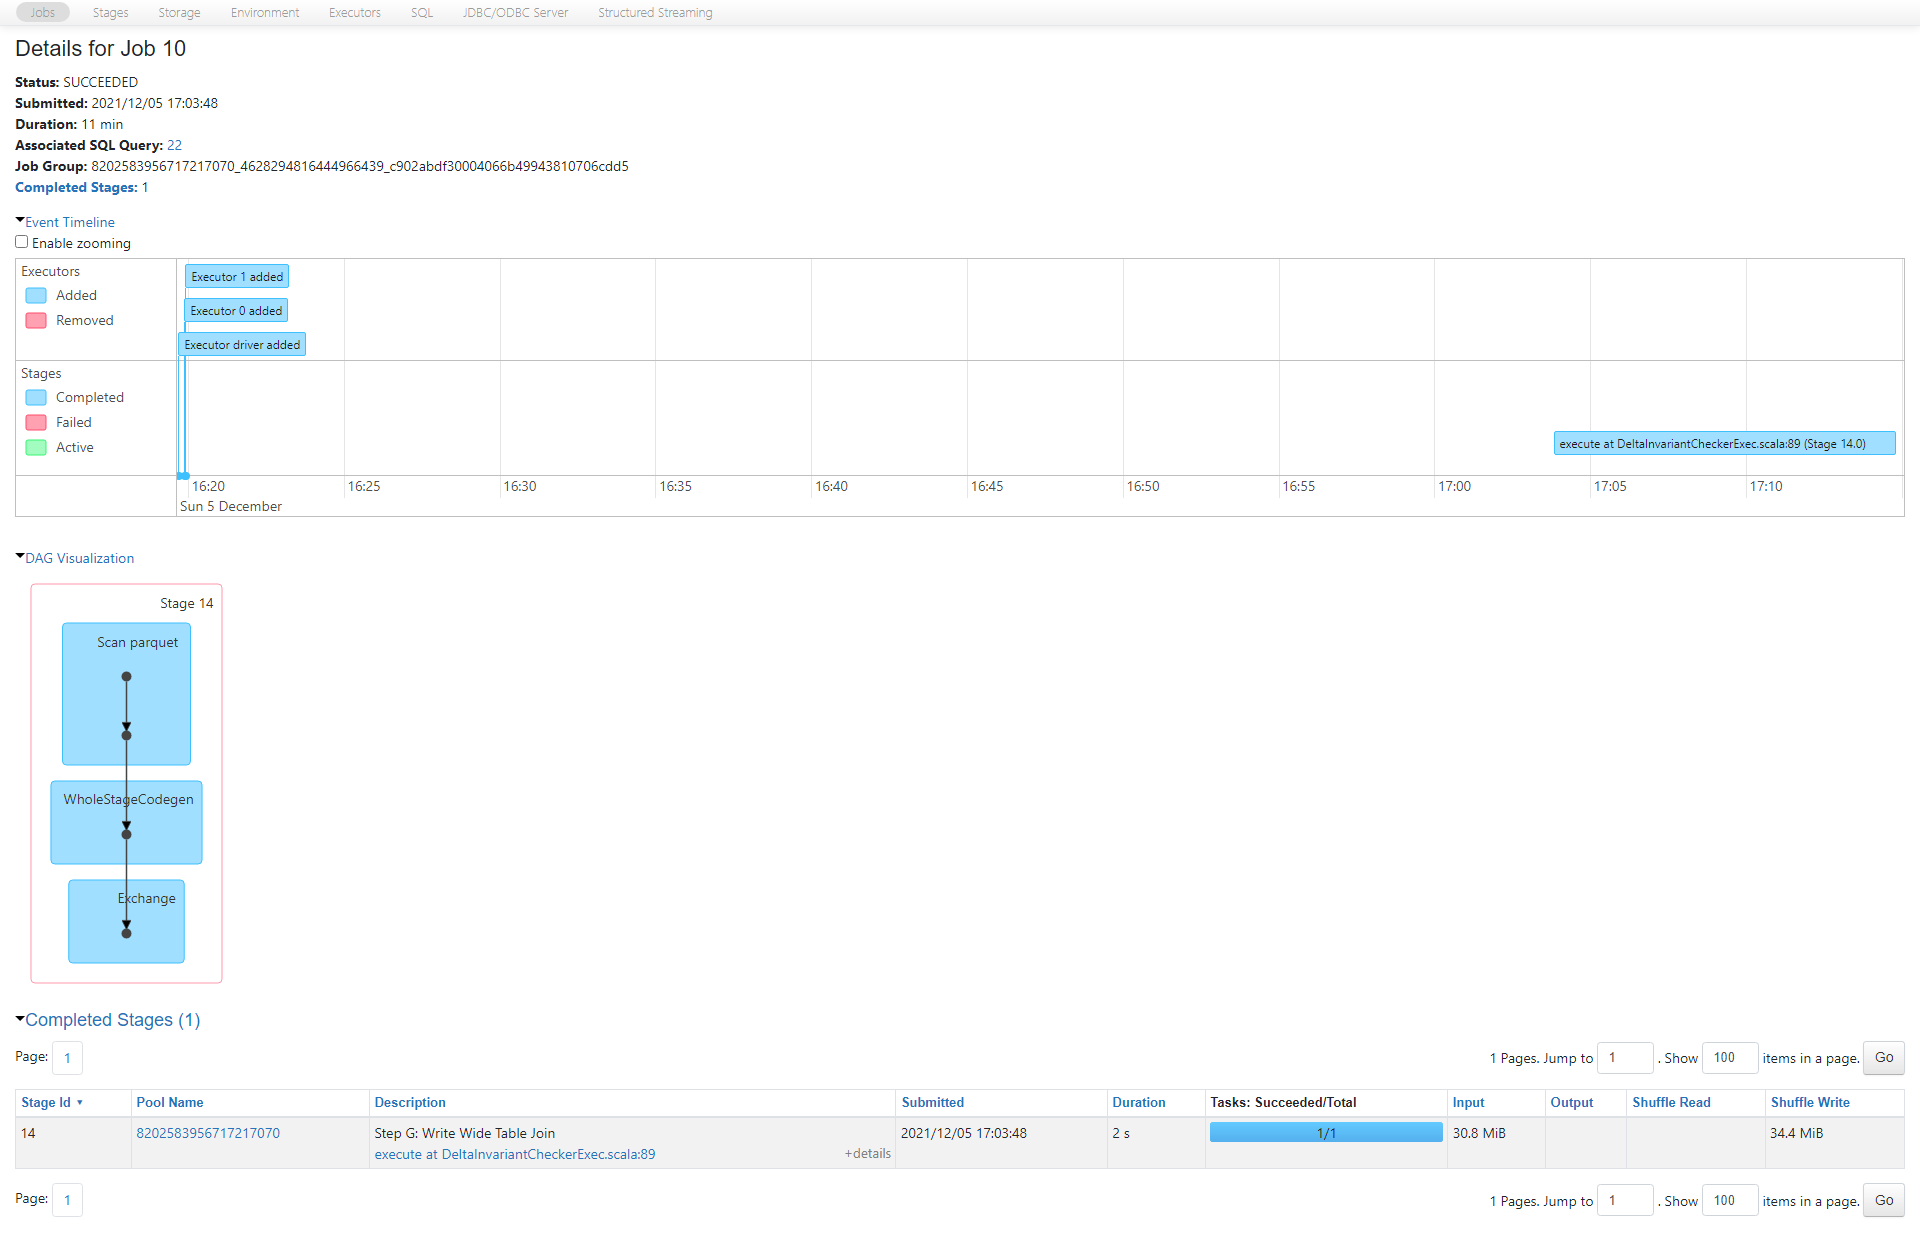 Jobs Stages Storage Environment Executors SQL JDBC/ODBC Server Structured Streaming
Details for Job 10
Status: SUCCEEDED
Submitted: 2021/12/05 17:03:48
Duration: 11 min
Associated SQL Query: 22
Job Group: 8202583956717217070_4628294816444966439_c902abdf30004066b49943810706cdd5
Completed Stages: 1
Event Timeline
Enable zooming
Executors
Added
Removed
Executor 1 added
Executor 0 added
Executor driver added
Stages
Completed
Failed
Active
execute at DeltaInvariantCheckerExec.scala:89 (Stage 14.0)
16:20 16:25 16:30 16:35 16:40 16:45 16:50 16:55 17:00 17:05 17:10
Sun 5 December
DAG Visualization
Stage 14
Scan parquet
WholeStageCodegen
Exchange
Completed Stages (1)
Page: 1 1 Pages. Jump to 1 . Show 100 items in a page. Go
Stage Id ▾ Pool Name Description Submitted Duration Tasks: Succeeded/Total Input Output Shuffle Read Shuffle Write
14 8202583956717217070 Step G: Write Wide Table Join 2021/12/05 17:03:48 2 s 1/1 30.8 MiB 34.4 MiB
execute at DeltaInvariantCheckerExec.scala:89 +details
Page: 1 1 Pages. Jump to 1 . Show 100 items in a page. Go